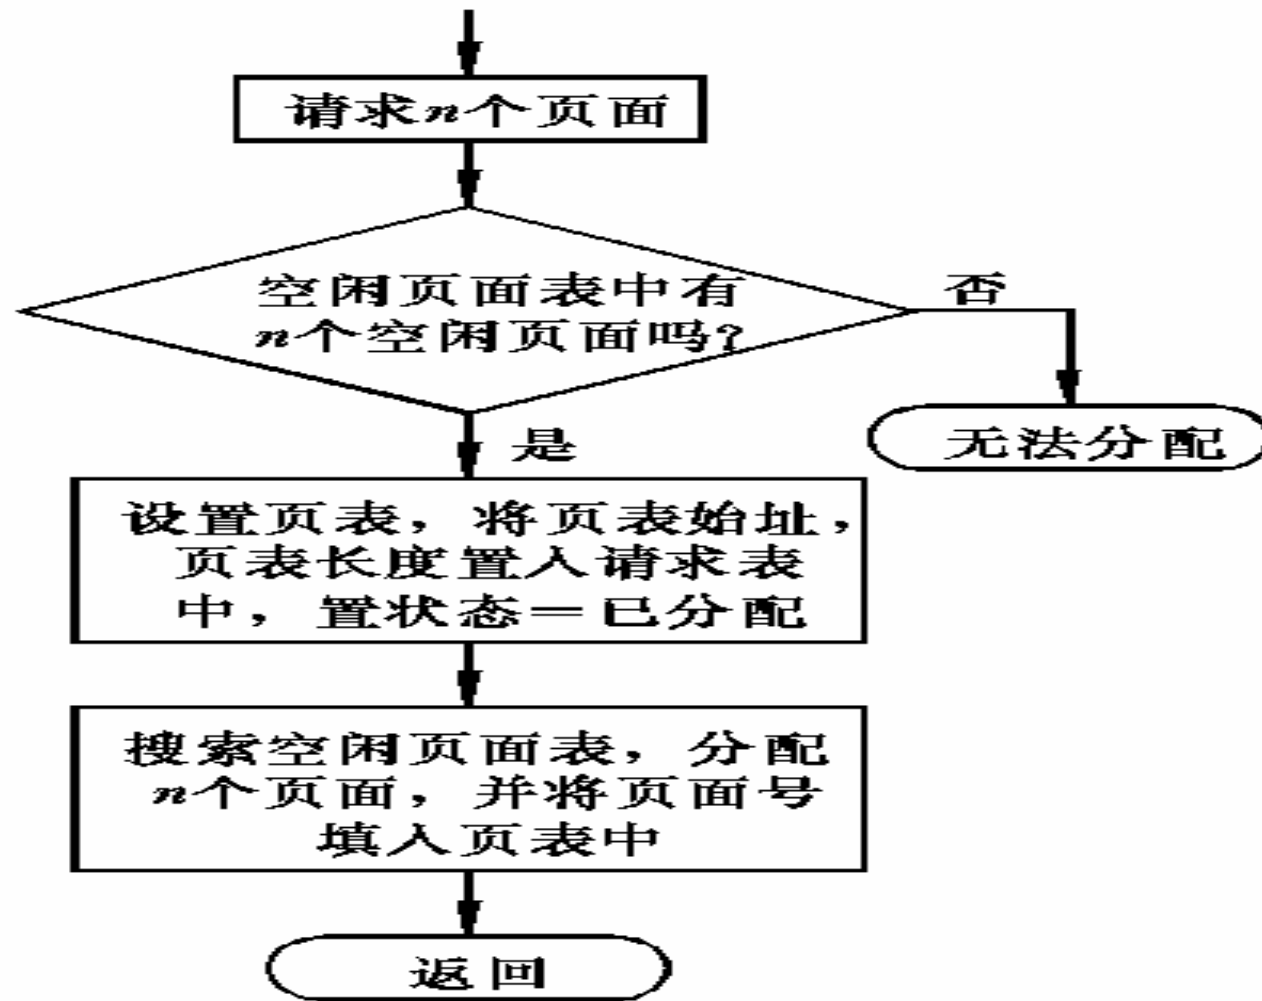 请求n个页面
空闲页面表中有
n个空闲页面吗?
否
无法分配
是
设置页表，将页表始址，
页表长度置入请求表
中，置状态＝已分配
搜索空闲页面表，分配
n个页面，并将页面号
填入页表中
返回